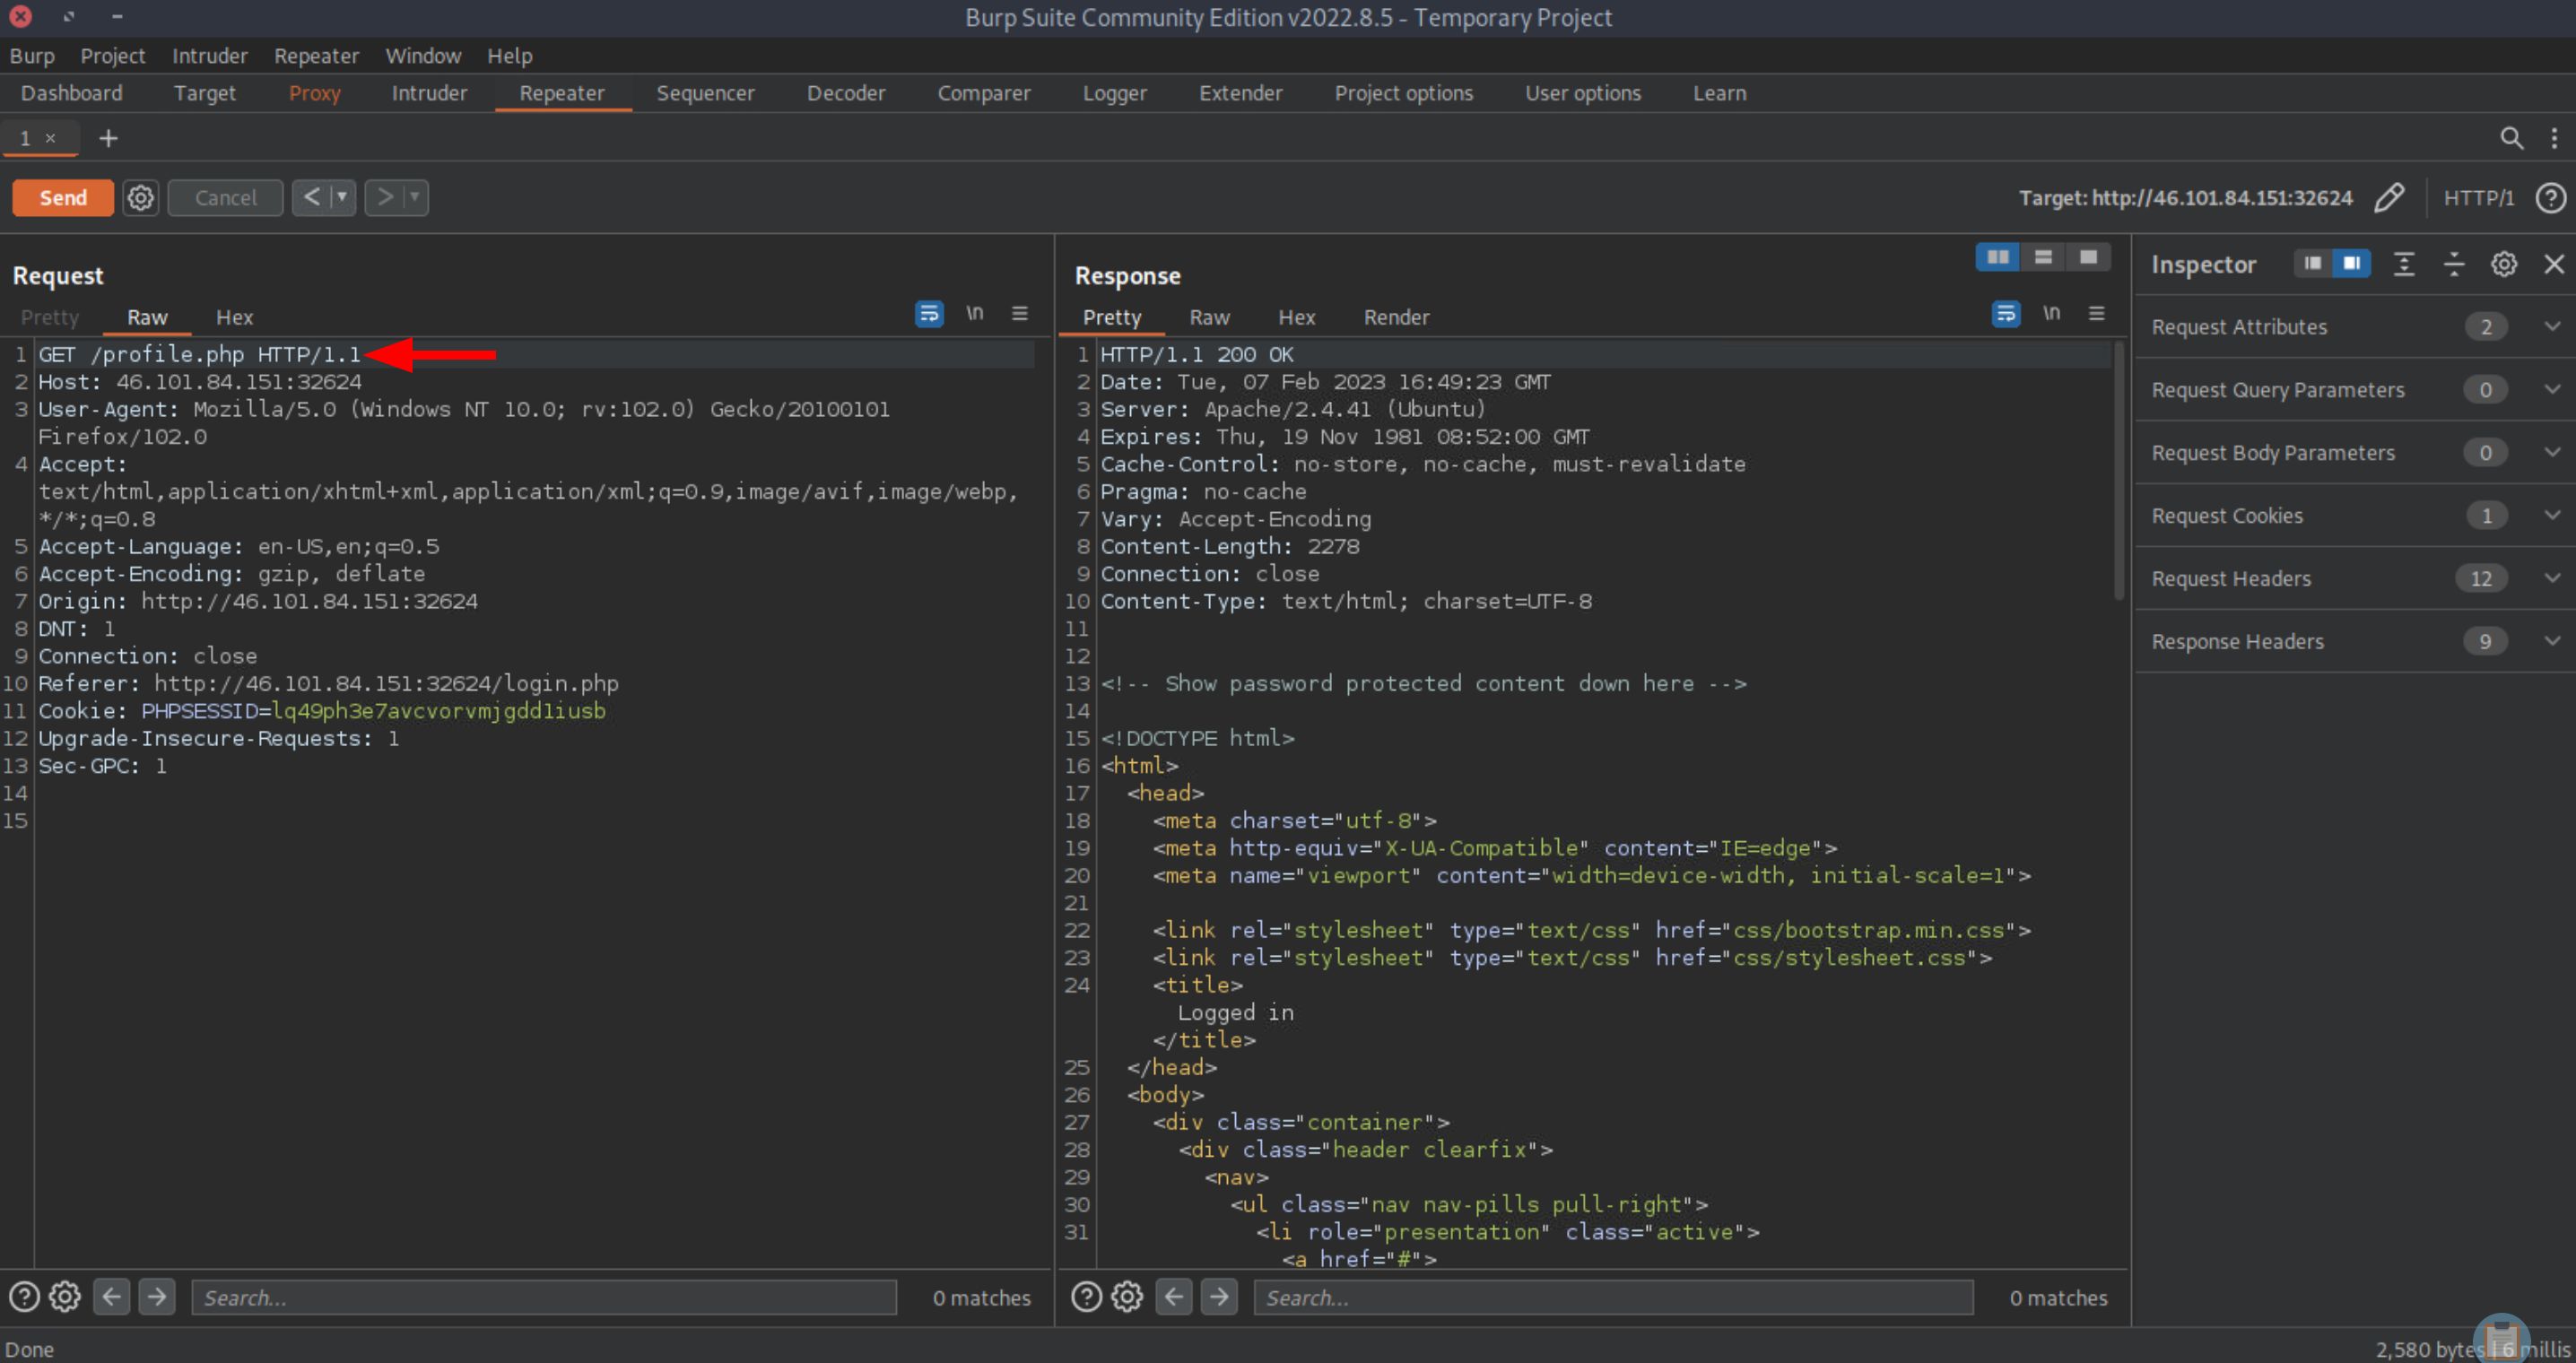 Burp Suite Community Edition v2022.8.5 - Temporary Project
Burp Project Intruder Repeater Window Help
Dashboard Target Proxy Intruder Repeater Sequencer Decoder Comparer Logger Extender Project options User options Learn
1 × +
Send Cancel < > Target: http://46.101.84.151:32624 HTTP/1 ?
Request
Pretty Raw Hex \n
1 GET /profile.php HTTP/1.1
2 Host: 46.101.84.151:32624
3 User-Agent: Mozilla/5.0 (Windows NT 10.0; rv:102.0) Gecko/20100101
Firefox/102.0
4 Accept:
text/html,application/xhtml+xml,application/xml;q=0.9,image/avif,image/webp,
*/*;q=0.8
5 Accept-Language: en-US,en;q=0.5
6 Accept-Encoding: gzip, deflate
7 Origin: http://46.101.84.151:32624
8 DNT: 1
9 Connection: close
10 Referer: http://46.101.84.151:32624/login.php
11 Cookie: PHPSESSID=lq49ph3e7avcvorvmjgdd1iusb
12 Upgrade-Insecure-Requests: 1
13 Sec-GPC: 1
14
15
? Search... 0 matches
Response
Pretty Raw Hex Render \n
1 HTTP/1.1 200 OK
2 Date: Tue, 07 Feb 2023 16:49:23 GMT
3 Server: Apache/2.4.41 (Ubuntu)
4 Expires: Thu, 19 Nov 1981 08:52:00 GMT
5 Cache-Control: no-store, no-cache, must-revalidate
6 Pragma: no-cache
7 Vary: Accept-Encoding
8 Content-Length: 2278
9 Connection: close
10 Content-Type: text/html; charset=UTF-8
11
12
13 <!-- Show password protected content down here -->
14
15 <!DOCTYPE html>
16 <html>
17 <head>
18 <meta charset="utf-8">
19 <meta http-equiv="X-UA-Compatible" content="IE=edge">
20 <meta name="viewport" content="width=device-width, initial-scale=1">
21
22 <link rel="stylesheet" type="text/css" href="css/bootstrap.min.css">
23 <link rel="stylesheet" type="text/css" href="css/stylesheet.css">
24 <title>
Logged in
</title>
25 </head>
26 <body>
27 <div class="container">
28 <div class="header clearfix">
29 <nav>
30 <ul class="nav nav-pills pull-right">
31 <li role="presentation" class="active">
<a href="#">
? Search... 0 matches
Inspector
Request Attributes 2
Request Query Parameters 0
Request Body Parameters 0
Request Cookies 1
Request Headers 12
Response Headers 9
Done
2,580 bytes | 6 millis